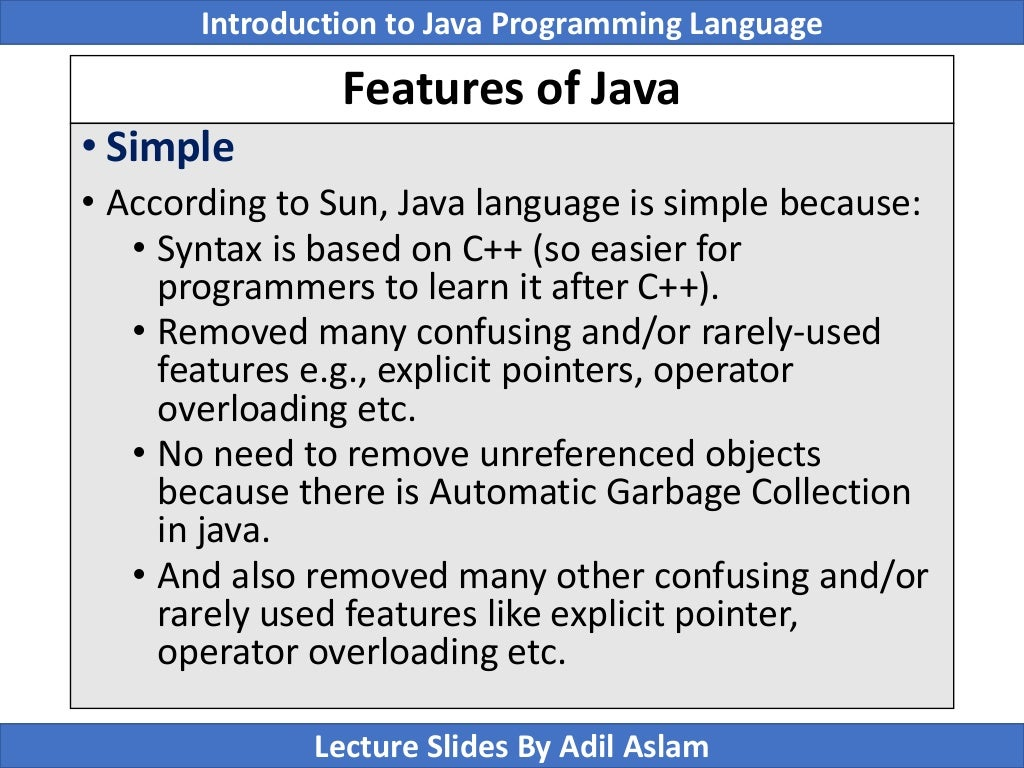 Introduction to Java Programming Language
Features of Java
• Simple
• According to Sun, Java language is simple because:
• Syntax is based on C++ (so easier for
programmers to learn it after C++).
• Removed many confusing and/or rarely-used
features e.g., explicit pointers, operator
overloading etc.
• No need to remove unreferenced objects
because there is Automatic Garbage Collection
in java.
• And also removed many other confusing and/or
rarely used features like explicit pointer,
operator overloading etc.
Lecture Slides By Adil Aslam